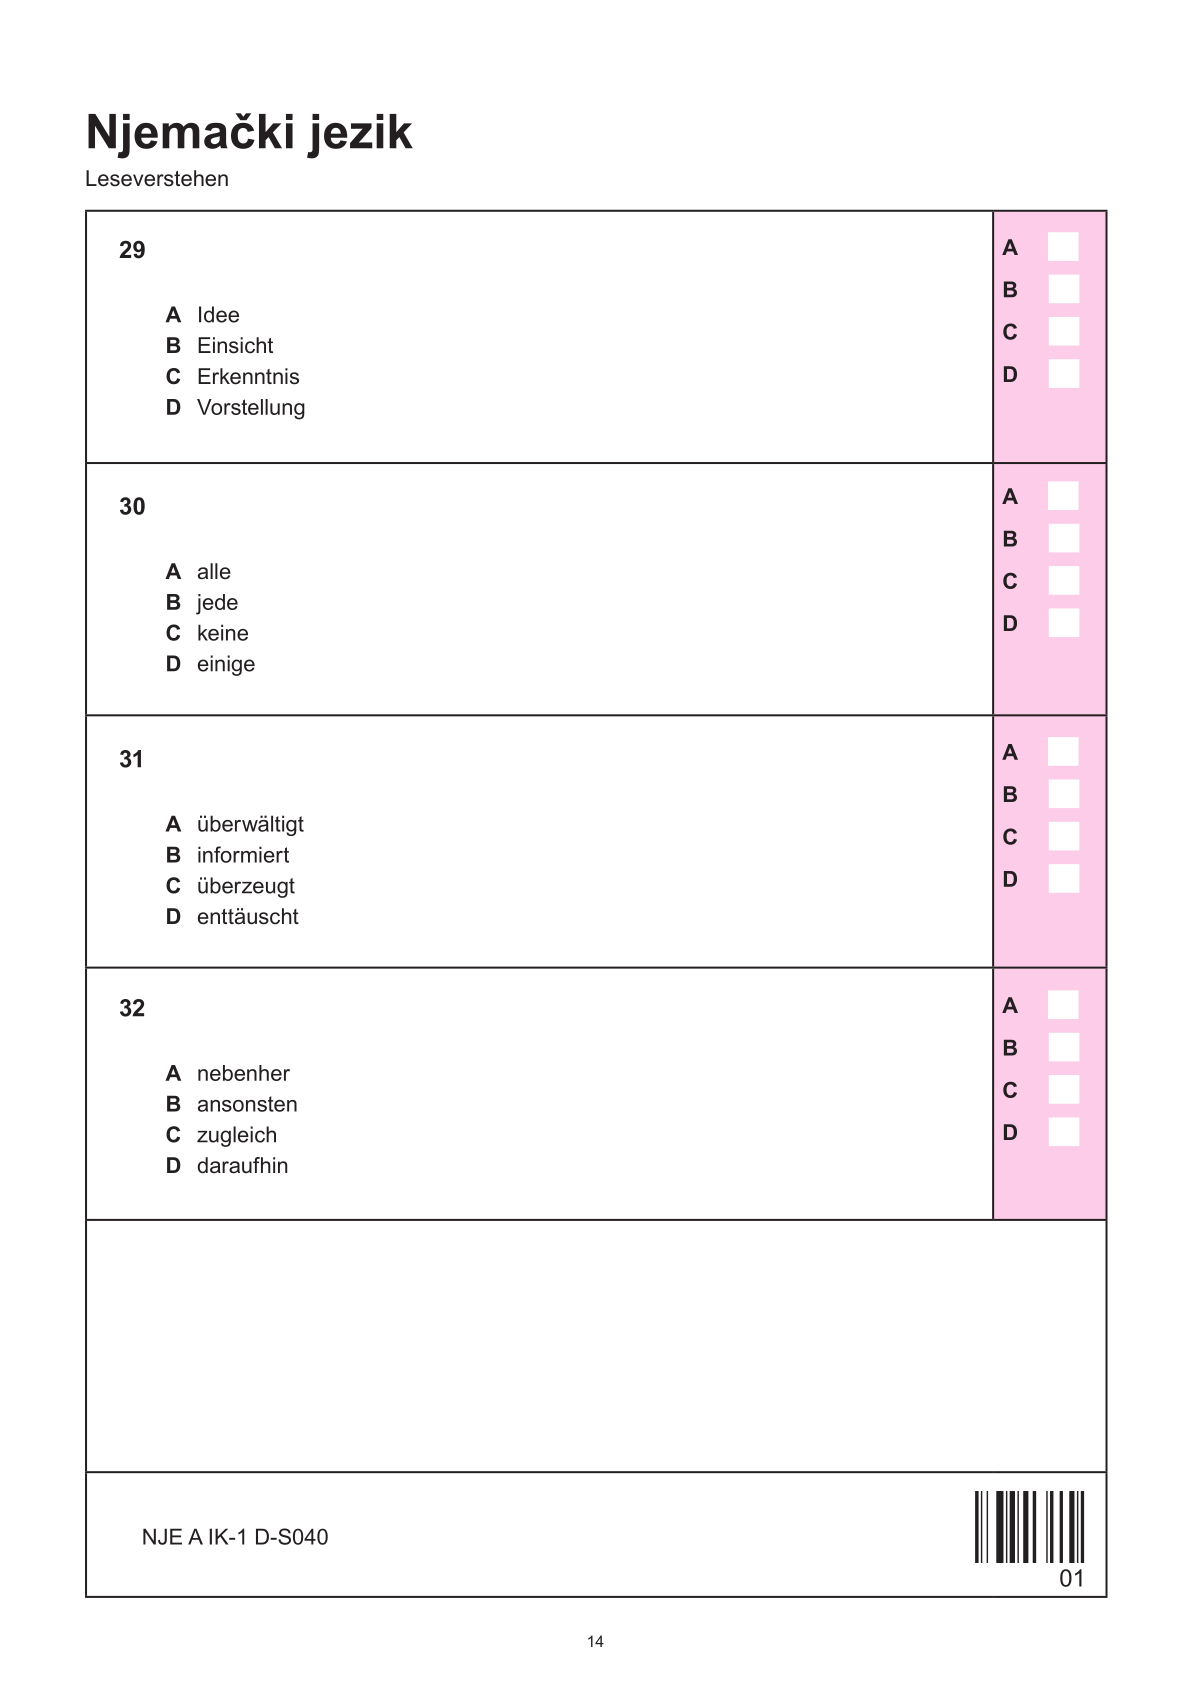 Njemački jezik
Leseverstehen
29
A Idee
B Einsicht
C Erkenntnis
D Vorstellung
A
B
C
D
30
A alle
B jede
C keine
D einige
A
B
C
D
31
A überwältigt
B informiert
C überzeugt
D enttäuscht
A
B
C
D
32
A nebenher
B ansonsten
C zugleich
D daraufhin
A
B
C
D
NJE A IK-1 D-S040
01
14